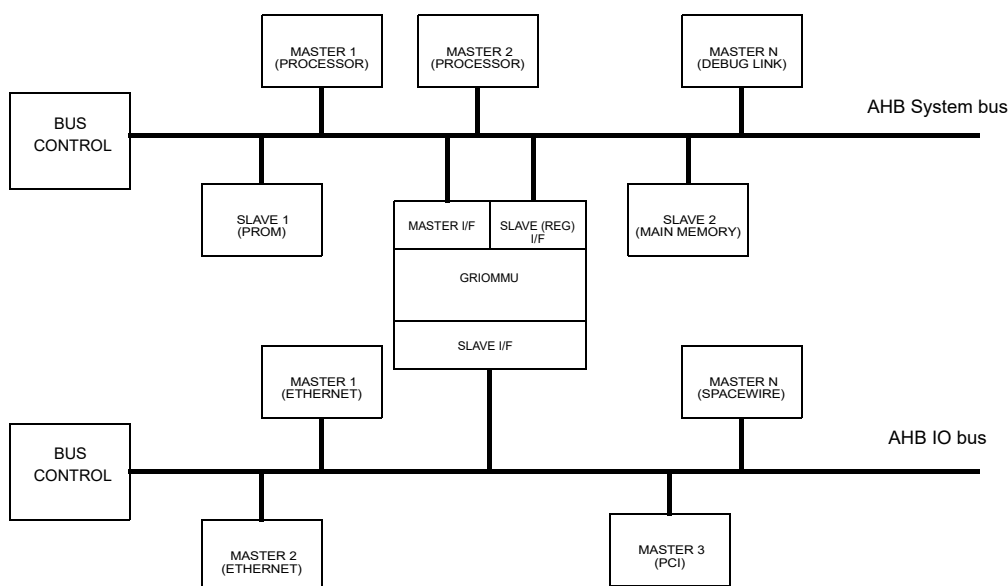 MASTER 1
(PROCESSOR)
MASTER 2
(PROCESSOR)
MASTER N
(DEBUG LINK)
BUS
CONTROL
AHB System bus
SLAVE 1
(PROM)
MASTER I/F
SLAVE (REG)
I/F
SLAVE 2
(MAIN MEMORY)
GRIOMMU
SLAVE I/F
MASTER 1
(ETHERNET)
MASTER N
(SPACEWIRE)
BUS
CONTROL
AHB IO bus
MASTER 2
(ETHERNET)
MASTER 3
(PCI)